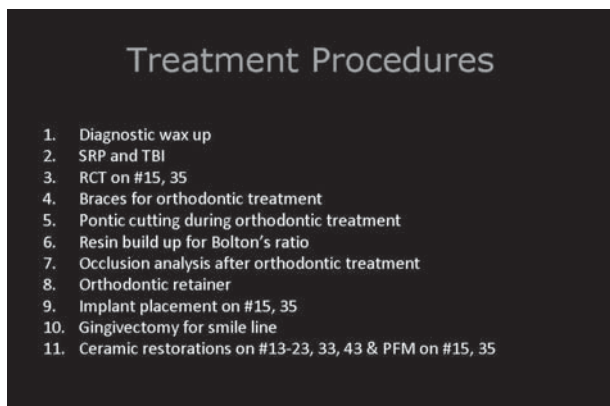 Treatment Procedures
1. Diagnostic wax up
2. SRP and TBI
3. RCT on #15, 35
4. Braces for orthodontic treatment
5. Pontic cutting during orthodontic treatment
6. Resin build up for Bolton's ratio
7. Occlusion analysis after orthodontic treatment
8. Orthodontic retainer
9. Implant placement on #15, 35
10. Gingivectomy for smile line
11. Ceramic restorations on #13-23, 33, 43 & PFM on #15, 35